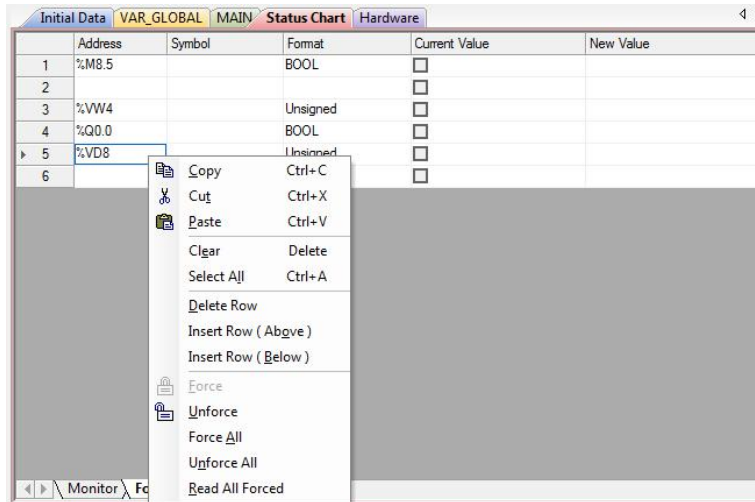 Initial Data VAR_GLOBAL MAIN Status Chart Hardware
Address Symbol Format Current Value New Value
1 %M8.5 BOOL
2
3 %VW4 Unsigned
4 %Q0.0 BOOL
5 %VD8 Unsigned
6
Copy Ctrl+C
Cut Ctrl+X
Paste Ctrl+V
Clear Delete
Select All Ctrl+A
Delete Row
Insert Row ( Above )
Insert Row ( Below )
Force
Unforce
Force All
Unforce All
Read All Forced
Monitor Fo